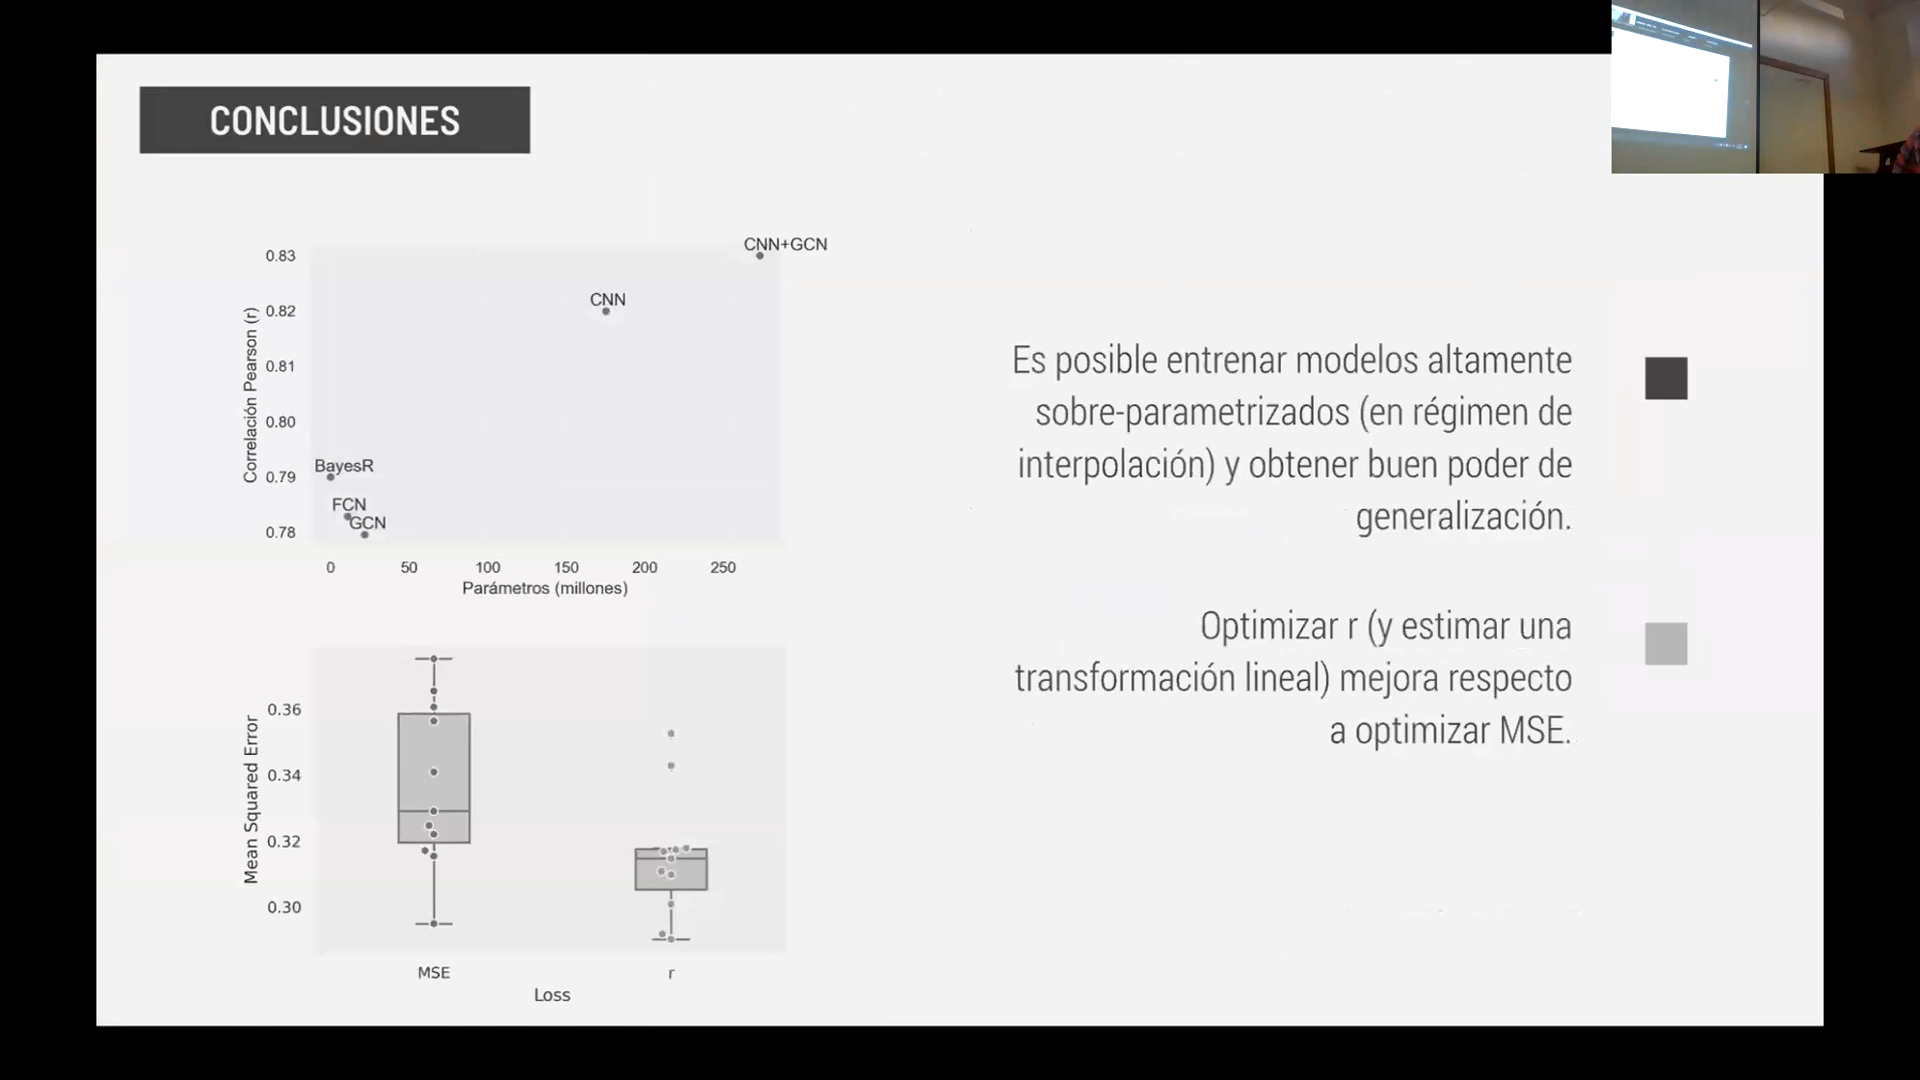 CONCLUSIONES
CNN+GCN
0.83
CNN
0.82
0.81
0.80
BayesR
0.79
FCN
GCN
0.78
Correlación Pearson (r)
0 50 100 150 200 250
Parámetros (millones)
0.36
0.34
0.32
0.30
Mean Squared Error
MSE r
Loss
Es posible entrenar modelos altamente
sobre-parametrizados (en régimen de
interpolación) y obtener buen poder de
generalización.
Optimizar r (y estimar una
transformación lineal) mejora respecto
a optimizar MSE.